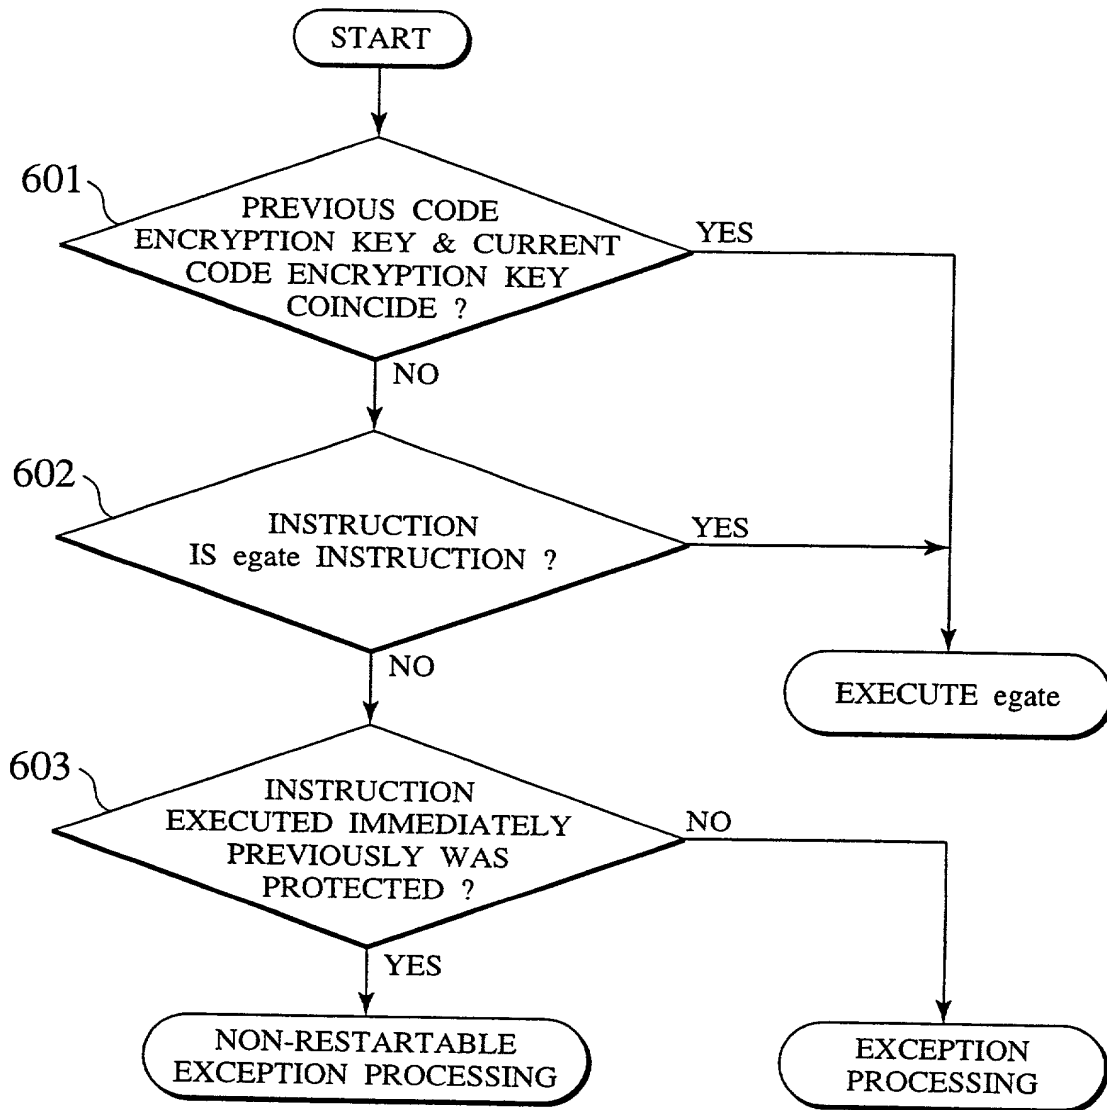 START
601
PREVIOUS CODE
ENCRYPTION KEY & CURRENT
CODE ENCRYPTION KEY
COINCIDE ?
YES
NO
602
INSTRUCTION
IS egate INSTRUCTION ?
YES
NO
EXECUTE egate
603
INSTRUCTION
EXECUTED IMMEDIATELY
PREVIOUSLY WAS
PROTECTED ?
NO
YES
NON-RESTARTABLE
EXCEPTION PROCESSING
EXCEPTION
PROCESSING